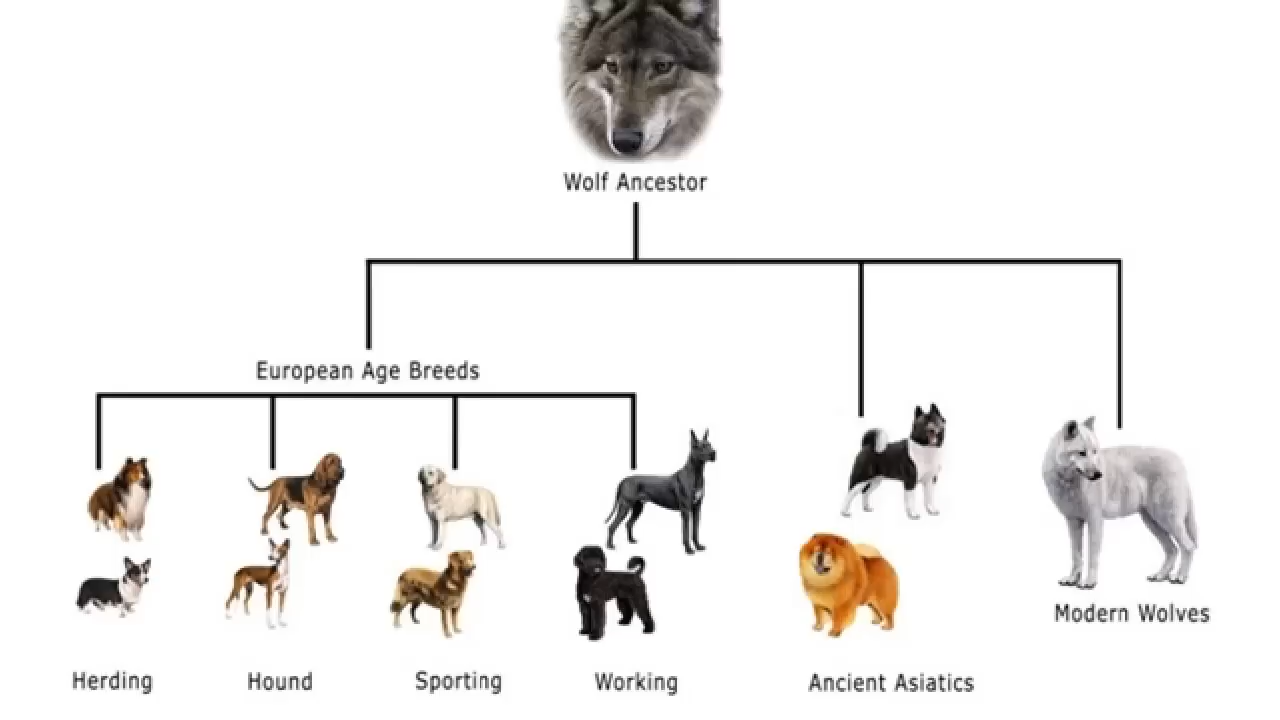 Wolf Ancestor
European Age Breeds
Modern Wolves
Herding
Hound
Sporting
Working
Ancient Asiatics